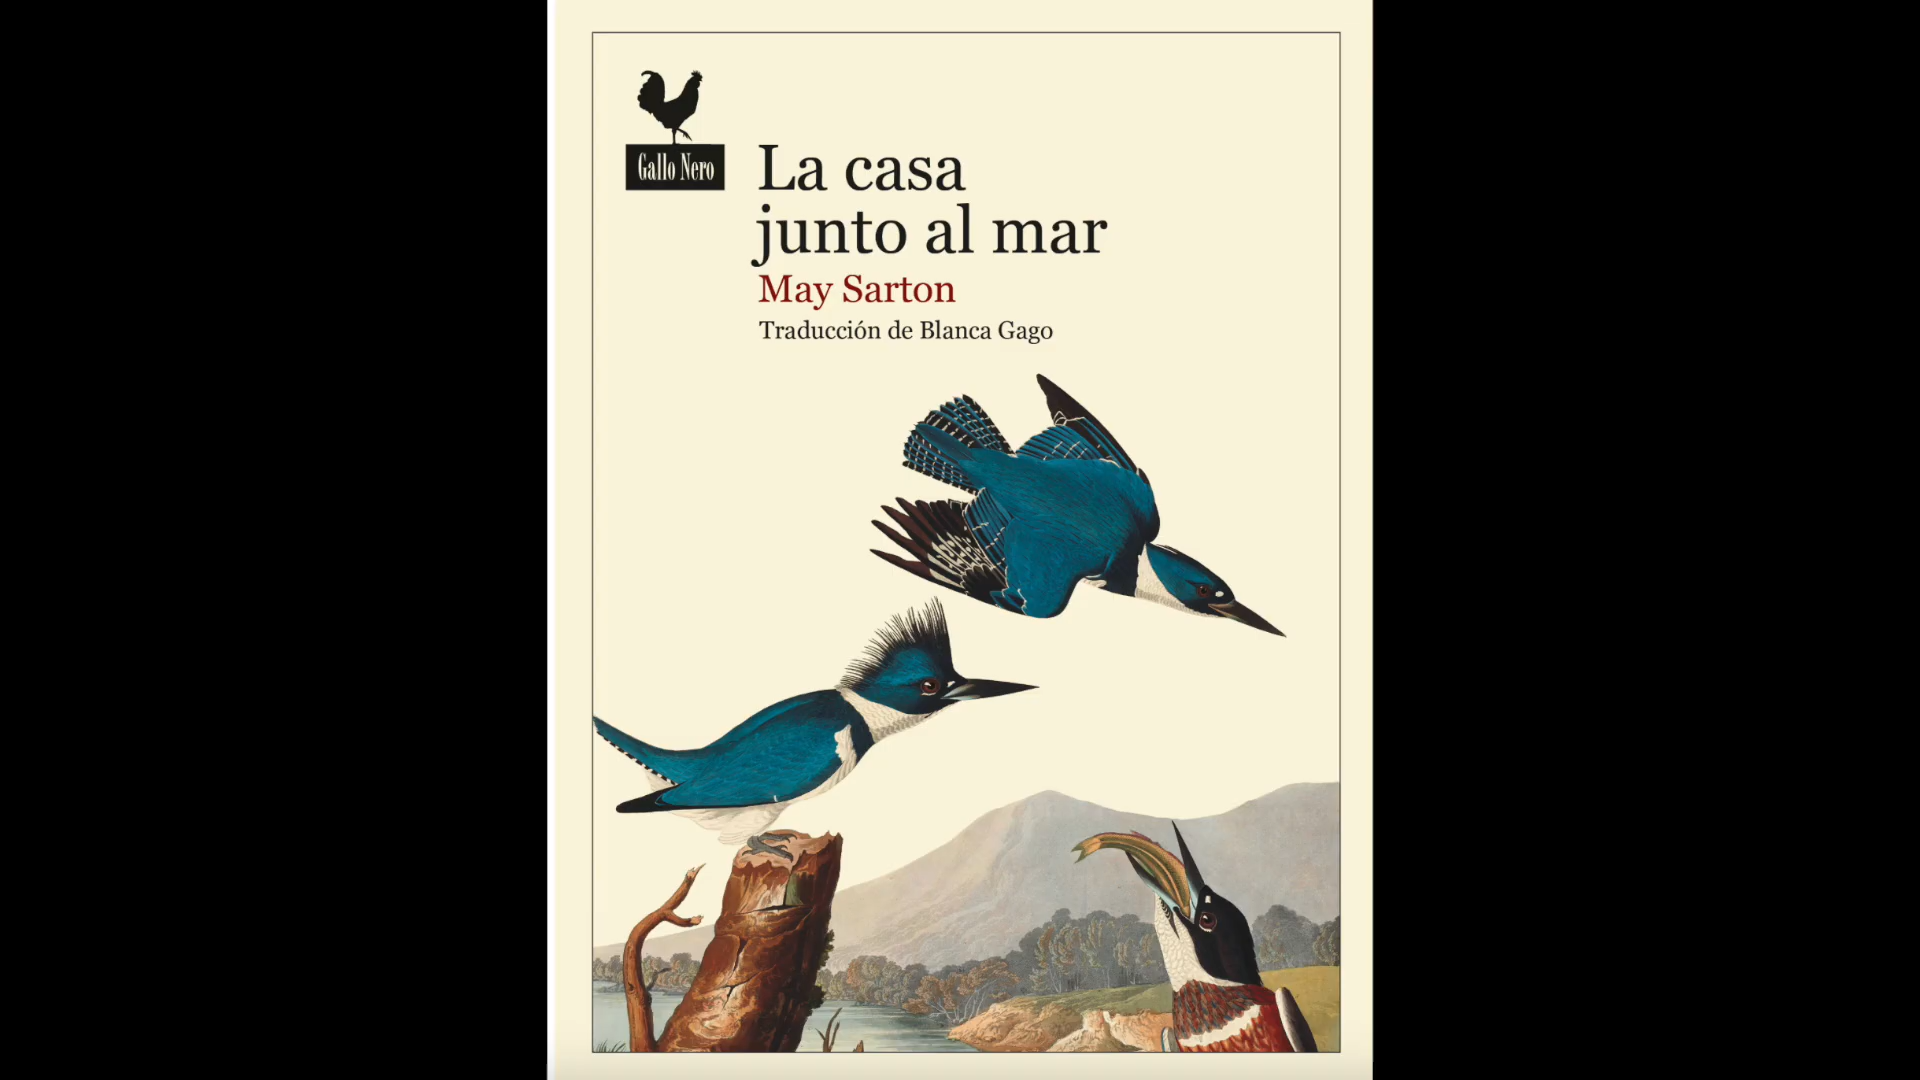 Gallo Nero
La casa
junto al mar
May Sarton
Traducción de Blanca Gago